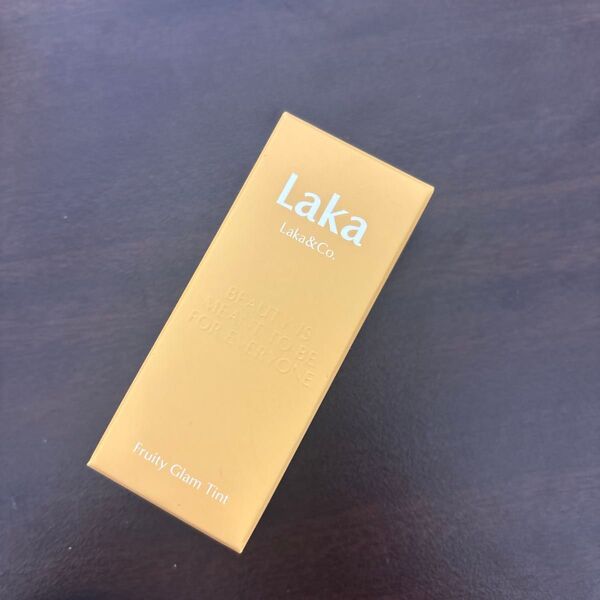 Laka
Laka&Co.
BEAUTY IS
MEANT TO BE
FOR EVERYONE
Fruity Glam Tint